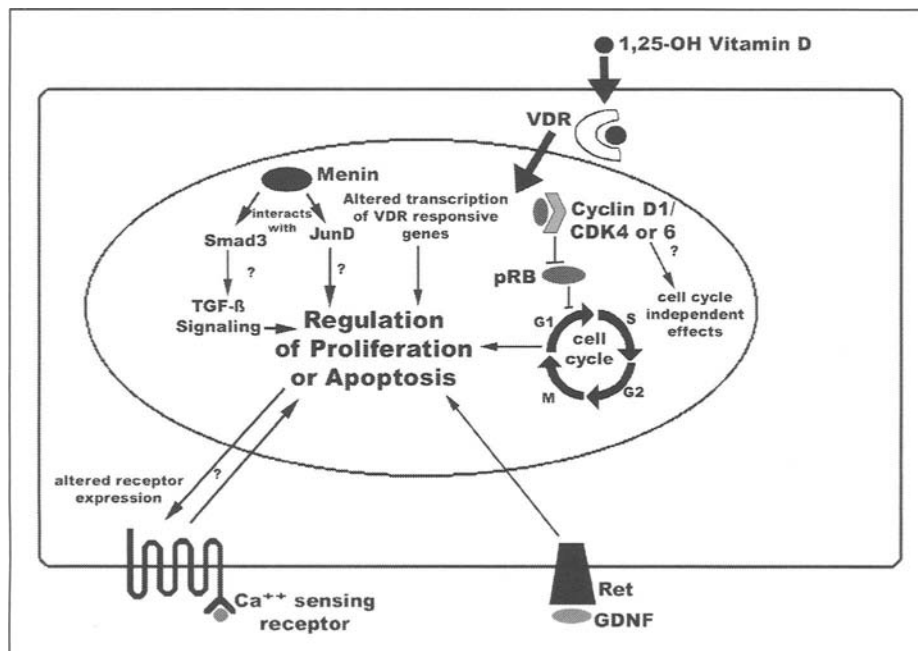 1,25-OH Vitamin D
VDR
Menin
interacts
with
Smad3
JunD
?
?
TGF-ß
Signaling
Altered transcription
of VDR responsive
genes
Cyclin D1/
CDK4 or 6
?
pRB
cell cycle
independent
effects
G1
S
G2
M
cell
cycle
Regulation
of Proliferation
or Apoptosis
altered receptor
expression
?
Ca++ sensing
receptor
Ret
GDNF